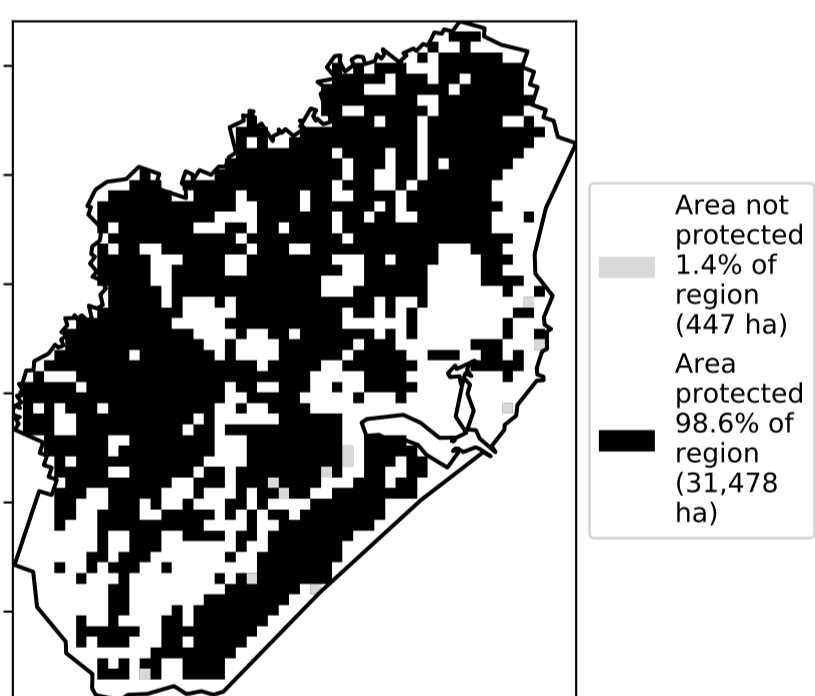 Area not
protected
1.4% of
region
(447 ha)
Area
protected
98.6% of
region
(31,478
ha)